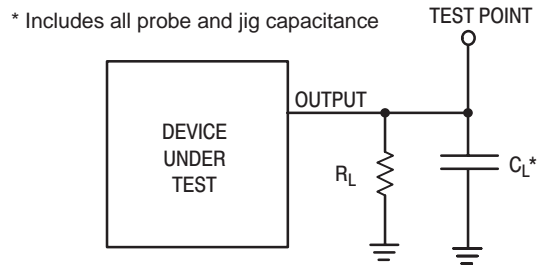 * Includes all probe and jig capacitance
TEST POINT
OUTPUT
DEVICE
UNDER
TEST
RL
CL*